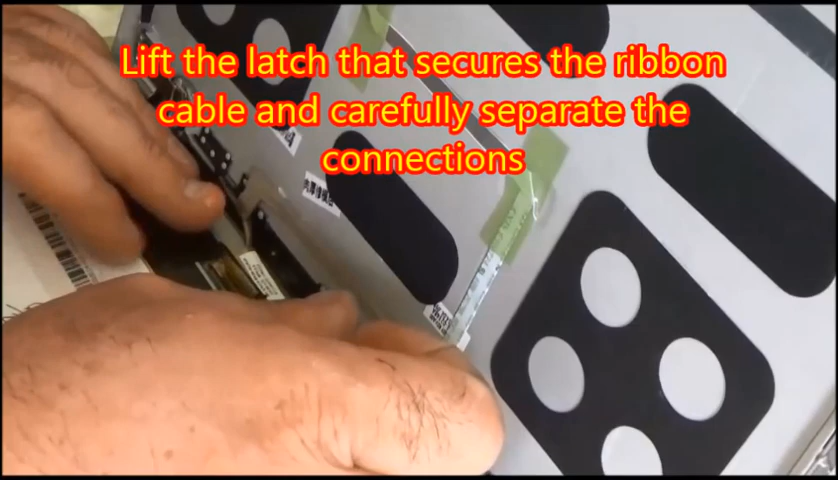 Lift the latch that secures the ribbon
cable and carefully separate the
connections